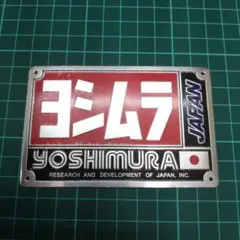 ヨシムラ
JAPAN
YOSHIMURA
RESEARCH AND DEVELOPMENT OF JAPAN, INC.